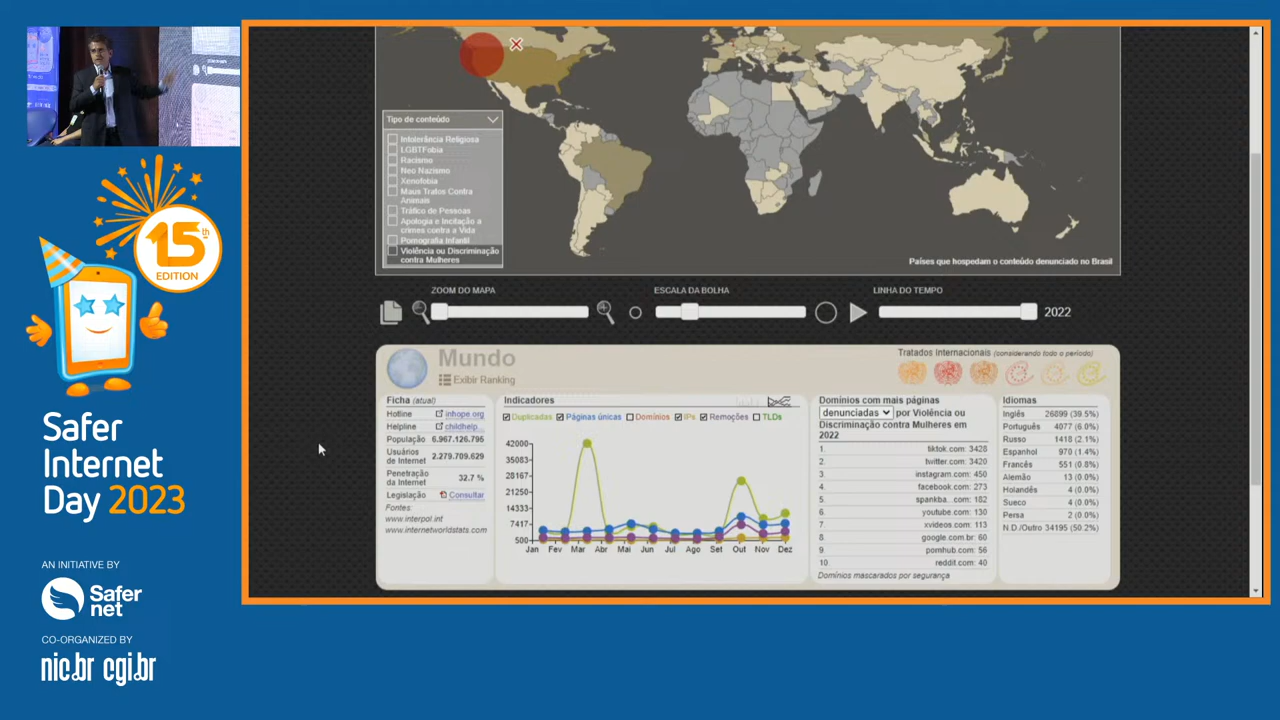 15th
EDITION
Safer
Internet
Day 2023
AN INITIATIVE BY
Safer
net
CO-ORGANIZED BY
nic.br cgi.br
Tipo de conteúdo
Intolerância Religiosa
LGBTFobia
Racismo
Neo Nazismo
Xenofobia
Maus Tratos Contra
Animais
Tráfico de Pessoas
Apologia e Incitação a
crimes contra a Vida
Pornografia Infantil
Violência ou Discriminação
contra Mulheres
Países que hospedam o conteúdo denunciado no Brasil
ZOOM DO MAPA
ESCALA DA BOLHA
LINHA DO TEMPO
2022
Mundo
Exibir Ranking
Tratados Internacionais (considerando todo o período)
Ficha (atual)
Hotline inhope.org
Helpline childhelp...
População 6.967.126.795
Usuários
de Internet 2.279.709.629
Penetração
da Internet 32.7 %
Legislação Consultar
Fontes:
www.interpol.int
www.internetworldstats.com
Indicadores
Duplicadas Páginas únicas Domínios IPs Remoções TLDs
42000
35083
28167
21250
14333
7417
500
Jan Fev Mar Abr Mai Jun Jul Ago Set Out Nov Dez
Domínios com mais páginas
denunciadas por Violência ou
Discriminação contra Mulheres em
2022
1. tiktok.com: 3428
2. twitter.com: 3420
3. instagram.com: 450
4. facebook.com: 273
5. spankba...com: 182
6. youtube.com: 130
7. xvideos.com: 113
8. google.com.br: 60
9. pornhub.com: 56
10. reddit.com: 40
Domínios mascarados por segurança
Idiomas
Inglês 26899 (39.5%)
Português 4077 (6.0%)
Russo 1418 (2.1%)
Espanhol 970 (1.4%)
Francês 551 (0.8%)
Alemão 13 (0.0%)
Holandês 4 (0.0%)
Sueco 4 (0.0%)
Persa 2 (0.0%)
N.D./Outro 34195 (50.2%)